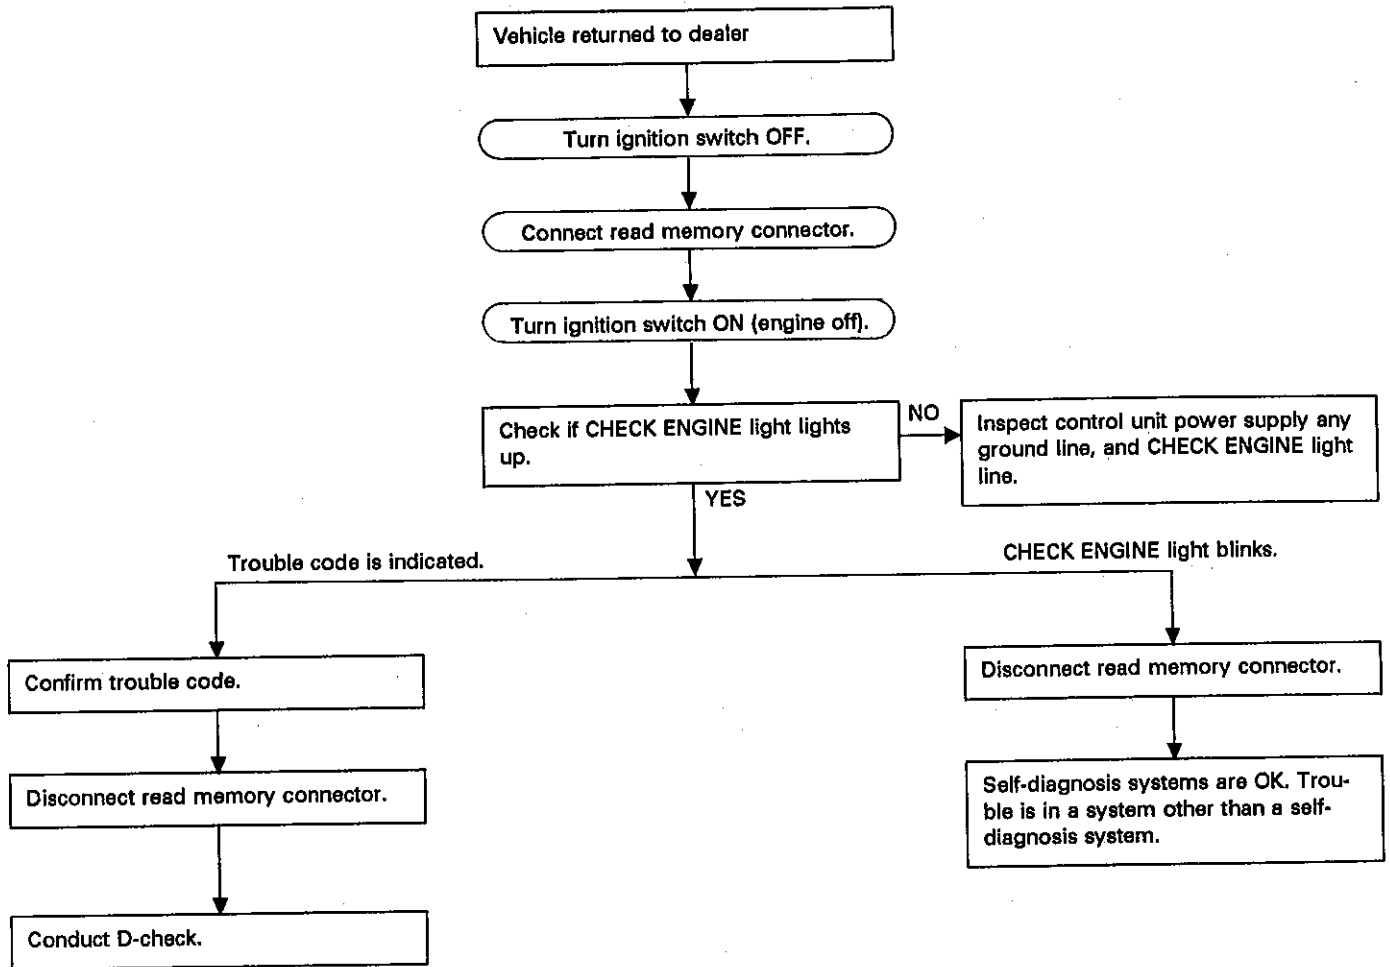 Vehicle returned to dealer
Turn ignition switch OFF.
Connect read memory connector.
Turn ignition switch ON (engine off).
Check if CHECK ENGINE light lights
up.
NO
Inspect control unit power supply any
ground line, and CHECK ENGINE light
line.
YES
Trouble code is indicated.
CHECK ENGINE light blinks.
Confirm trouble code.
Disconnect read memory connector.
Conduct D-check.
Disconnect read memory connector.
Self-diagnosis systems are OK. Trou-
ble is in a system other than a self-
diagnosis system.